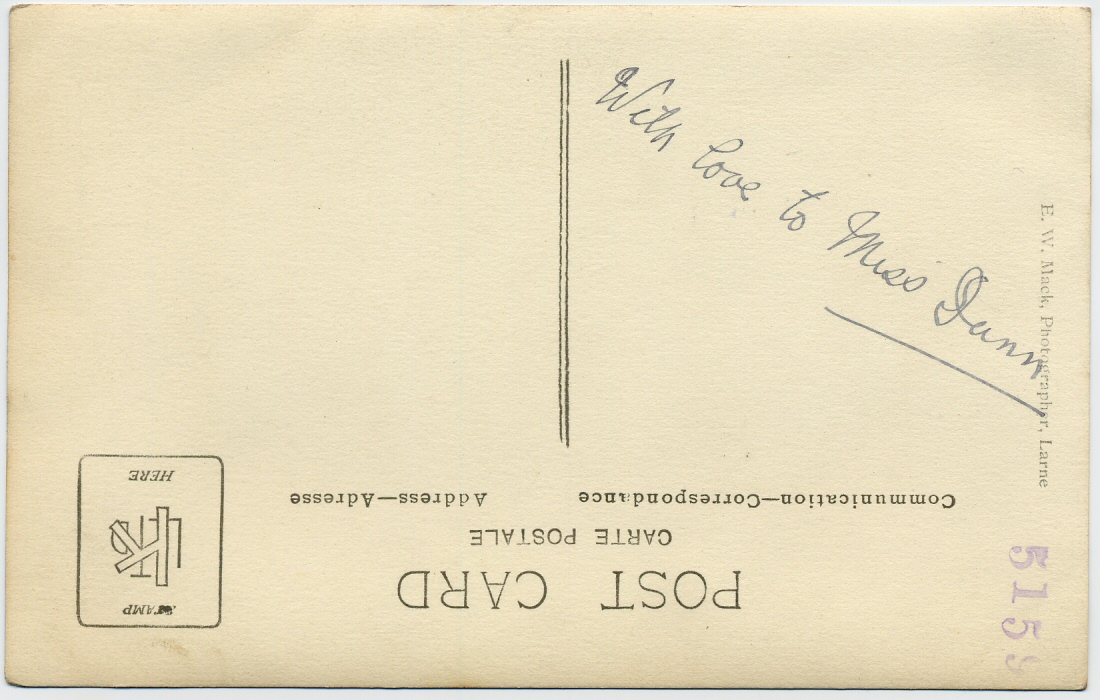 With love to Miss Dunn
E. W. Mack, Photographer, Larne
5159
POST CARD
CARTE POSTALE
Communication—Correspondance
Address—Adresse
STAMP
HERE